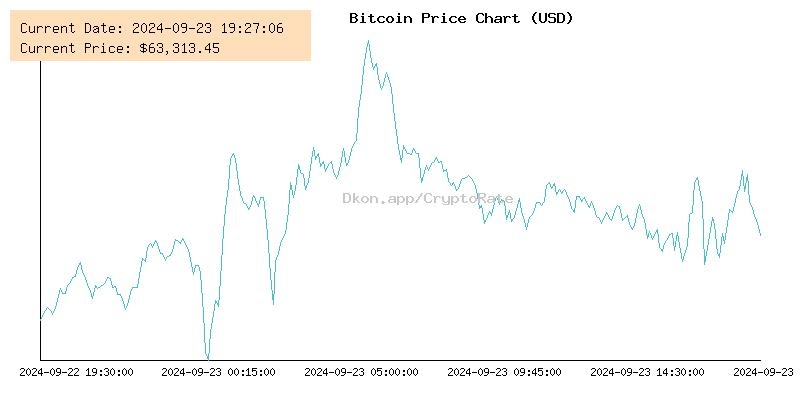 Bitcoin Price Chart (USD)
Current Date: 2024-09-23 19:27:06
Current Price: $63,313.45
Dkon.app/CryptoRate
2024-09-22 19:30:00 2024-09-23 00:15:00 2024-09-23 05:00:00 2024-09-23 09:45:00 2024-09-23 14:30:00 2024-09-23